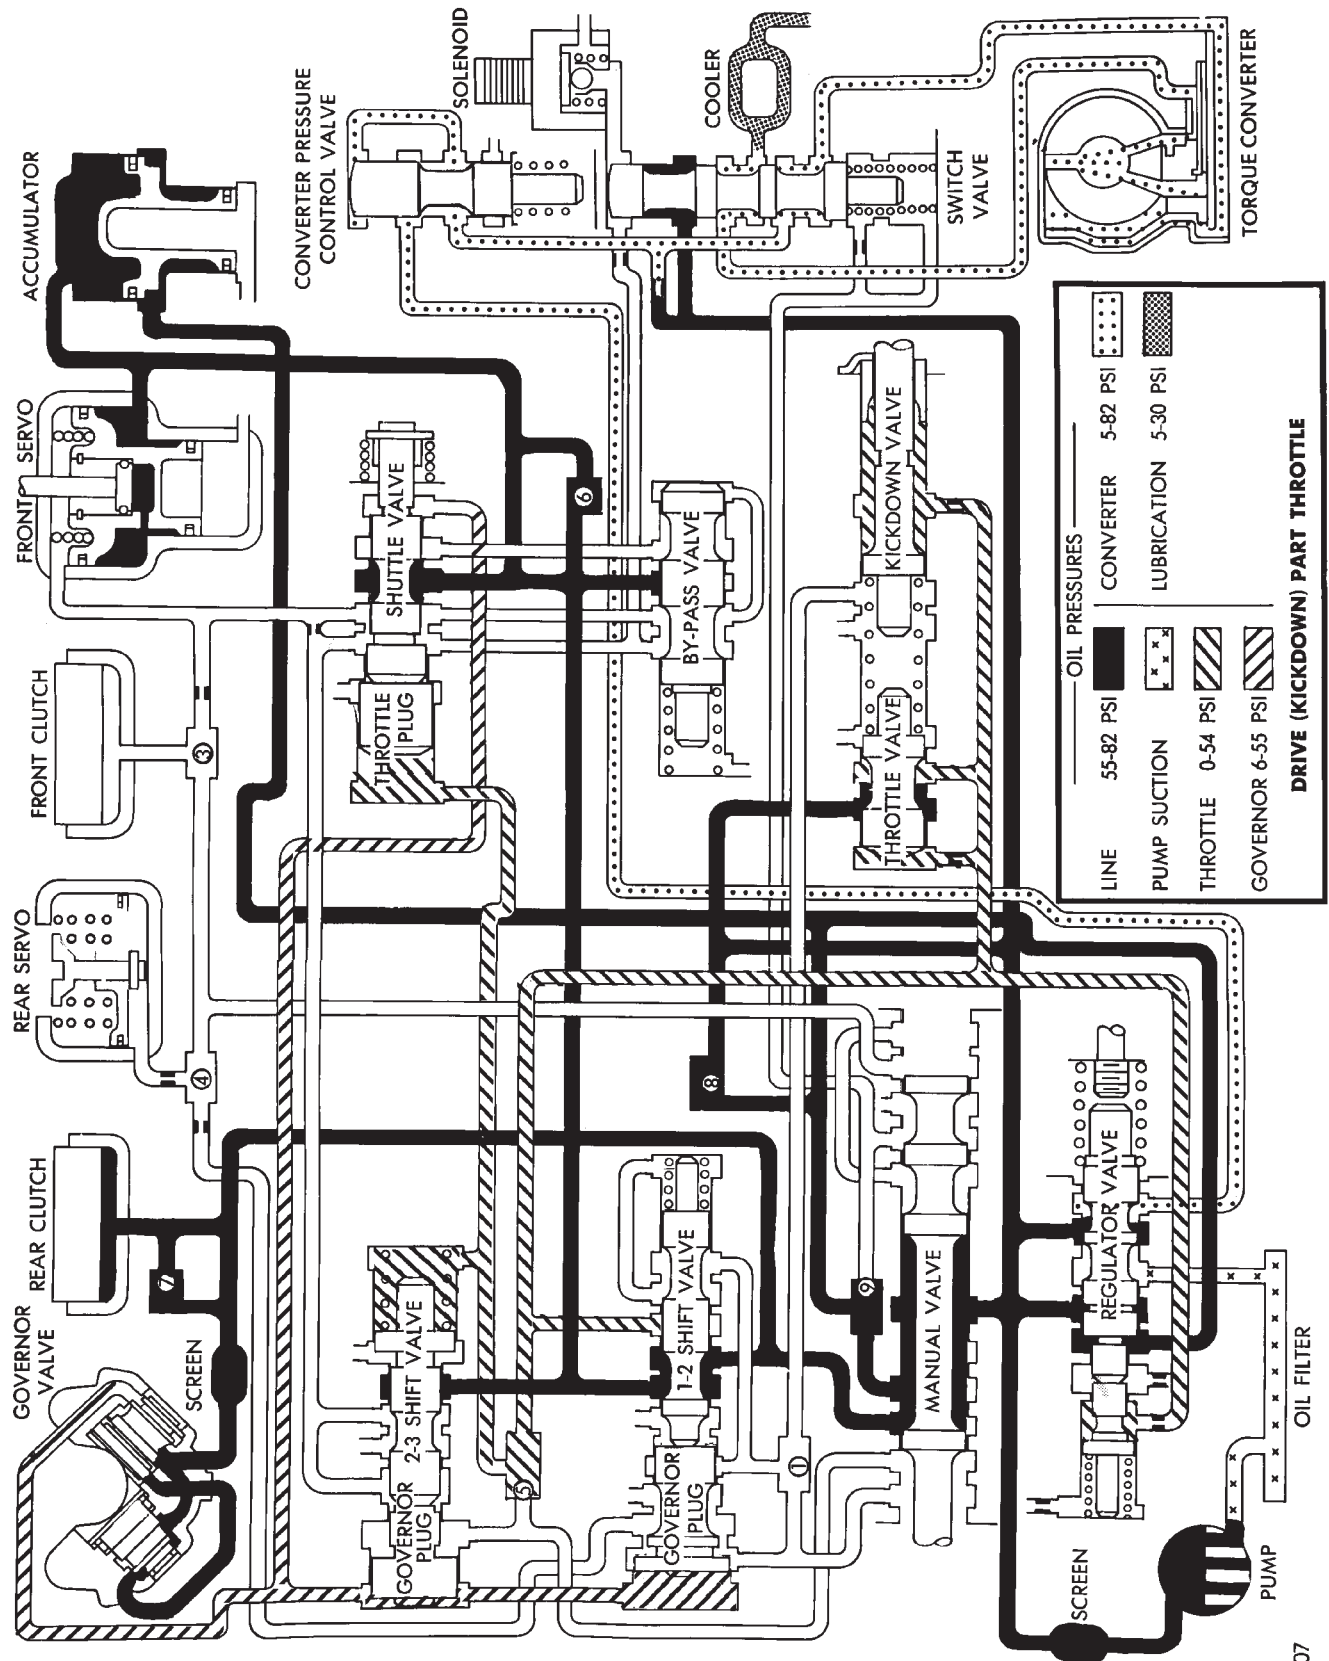 ACCUMULATOR
FRONT SERVO
FRONT CLUTCH
REAR SERVO
REAR CLUTCH
GOVERNOR
VALVE
SCREEN
CONVERTER PRESSURE
CONTROL VALVE
SOLENOID
COOLER
SWITCH
VALVE
TORQUE CONVERTER
SHUTTLE VALVE
THROTTLE
PLUG
BY-PASS VALVE
KICKDOWN VALVE
THROTTLE VALVE
2-3 SHIFT VALVE
GOVERNOR
PLUG
1-2 SHIFT VALVE
GOVERNOR
PLUG
MANUAL VALVE
REGULATOR VALVE
OIL FILTER
PUMP
SCREEN
3
4
7
6
5
8
9
1
OIL PRESSURES
LINE 55-82 PSI
CONVERTER 5-82 PSI
PUMP SUCTION
LUBRICATION 5-30 PSI
THROTTLE 0-54 PSI
GOVERNOR 6-55 PSI
DRIVE (KICKDOWN) PART THROTTLE
07